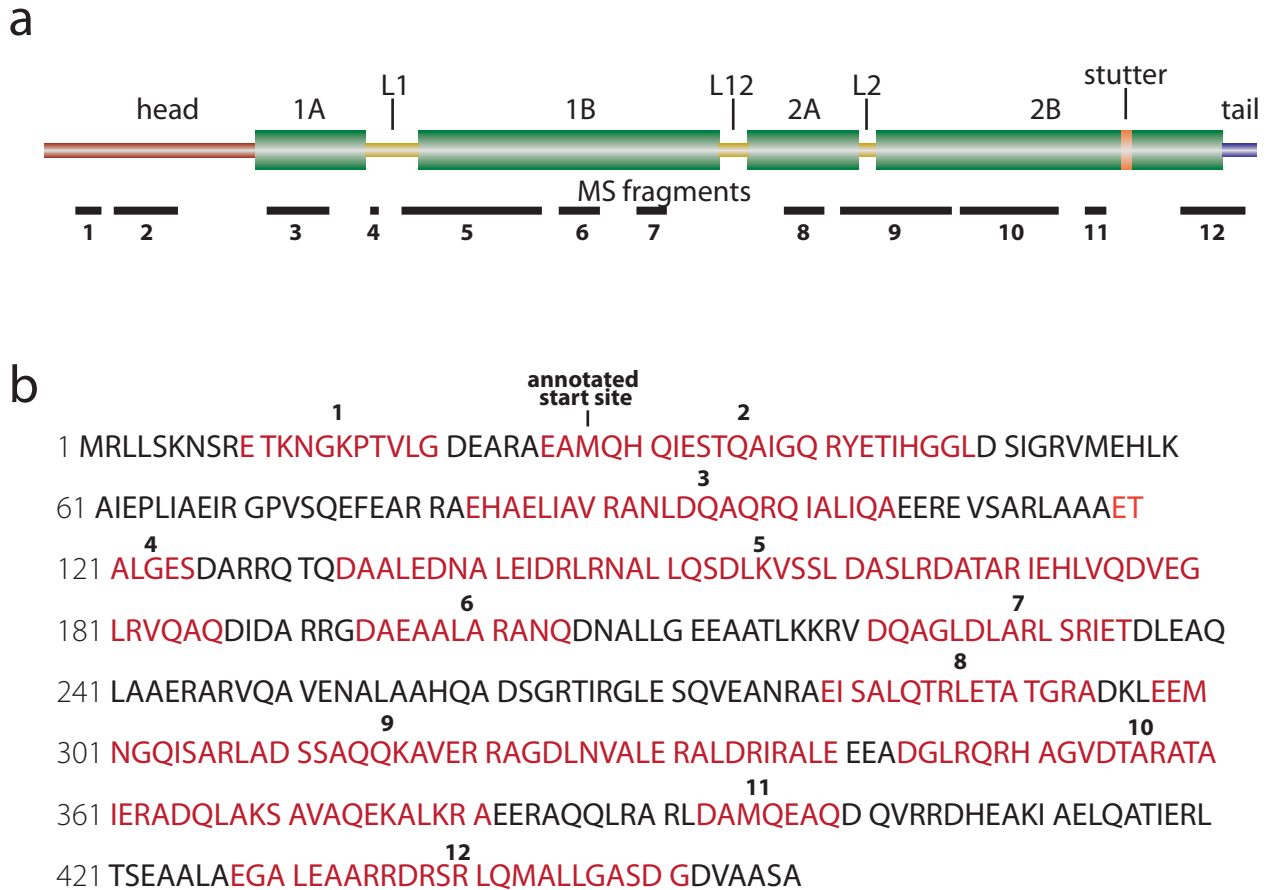 a
L1 L12 L2 stutter
head 1A 1B 2A 2B tail
MS fragments
1 2 3 4 5 6 7 8 9 10 11 12
b
annotated
start site
1 2
1 MRLLSKNSRE TKNGKPTVLG DEARAEAMQH QIESTQAIGQ RYETIHGGLD SIGRVMEHLK
3
61 AIEPLIAEIR GPVSQEFEAR RAEHAELIAV RANLDQAQRQ IALIQAEERE VSARLAAAET
4 5
121 ALGESDARRQ TQDAALEDNA LEIDRLRNAL LQSDLKVSSL DASLRDATAR IEHLVQDVEG
6 7
181 LRVQAQDIDA RRGDAEAALA RANQDNALLG EEAATLKKRV DQAGLDLARL SRIETDLEAQ
8
241 LAAERARVQA VENALAAHQA DSGRTIRGLE SQVEANRAEI SALQTRLETA TGRADKLEEM
9 10
301 NGQISARLAD SSAQQKAVER RAGDLNVALE RALDRIRALE EEADGLRQRH AGVDTARATA
11
361 IERADQLAKS AVAQEKALKR AEERAQQLRA RLDAMQEAQD QVRRDHEAKI AELQATIERL
12
421 TSEAALAEGA LEAARRDRSR LQMALLGASD GDVAASA